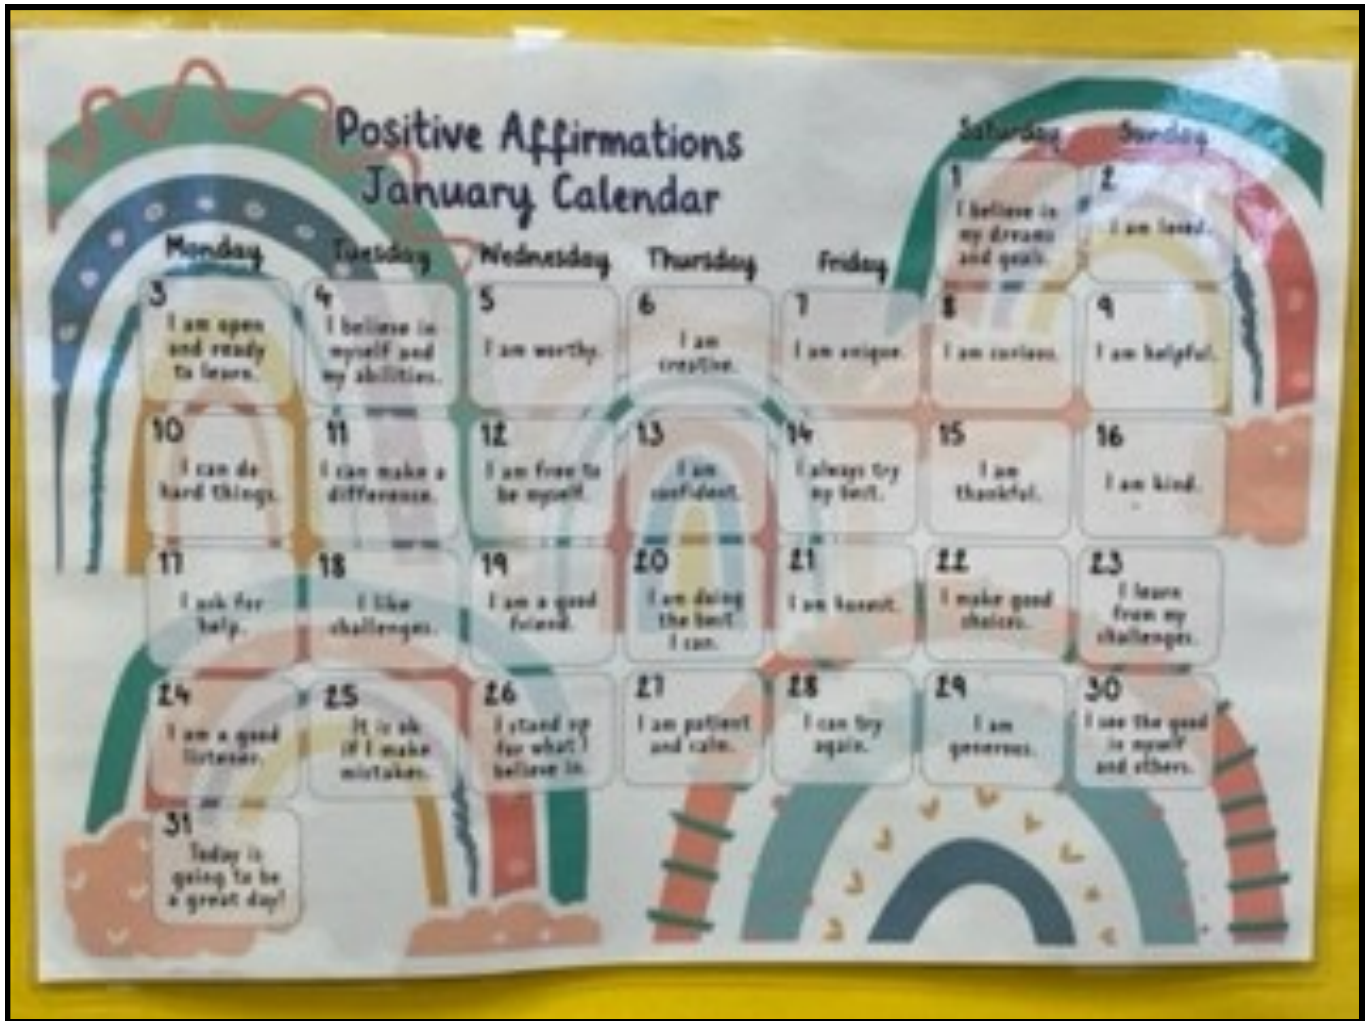 Positive Affirmations
January Calendar
Saturday Sunday
1
I believe in
my dreams
and goals.
2
I am loved.
Monday Tuesday Wednesday Thursday Friday
3
I am open
and ready
to learn.
4
I believe in
myself and
my abilities.
5
I am worthy.
6
I am
creative.
7
I am unique.
8
I am curious.
9
I am helpful.
10
I can do
hard things.
11
I can make a
difference.
12
I am free to
be myself.
13
I am
confident.
14
I always try
my best.
15
I am
thankful.
16
I am kind.
17
I ask for
help.
18
I like
challenges.
19
I am a good
friend.
20
I am doing
the best
I can.
21
I am honest.
22
I make good
choices.
23
I learn
from my
challenges.
24
I am a good
listener.
25
It is ok
if I make
mistakes.
26
I stand up
for what I
believe in.
27
I am patient
and calm.
28
I can try
again.
29
I am
generous.
30
I see the good
in myself
and others.
31
Today is
going to be
a great day!